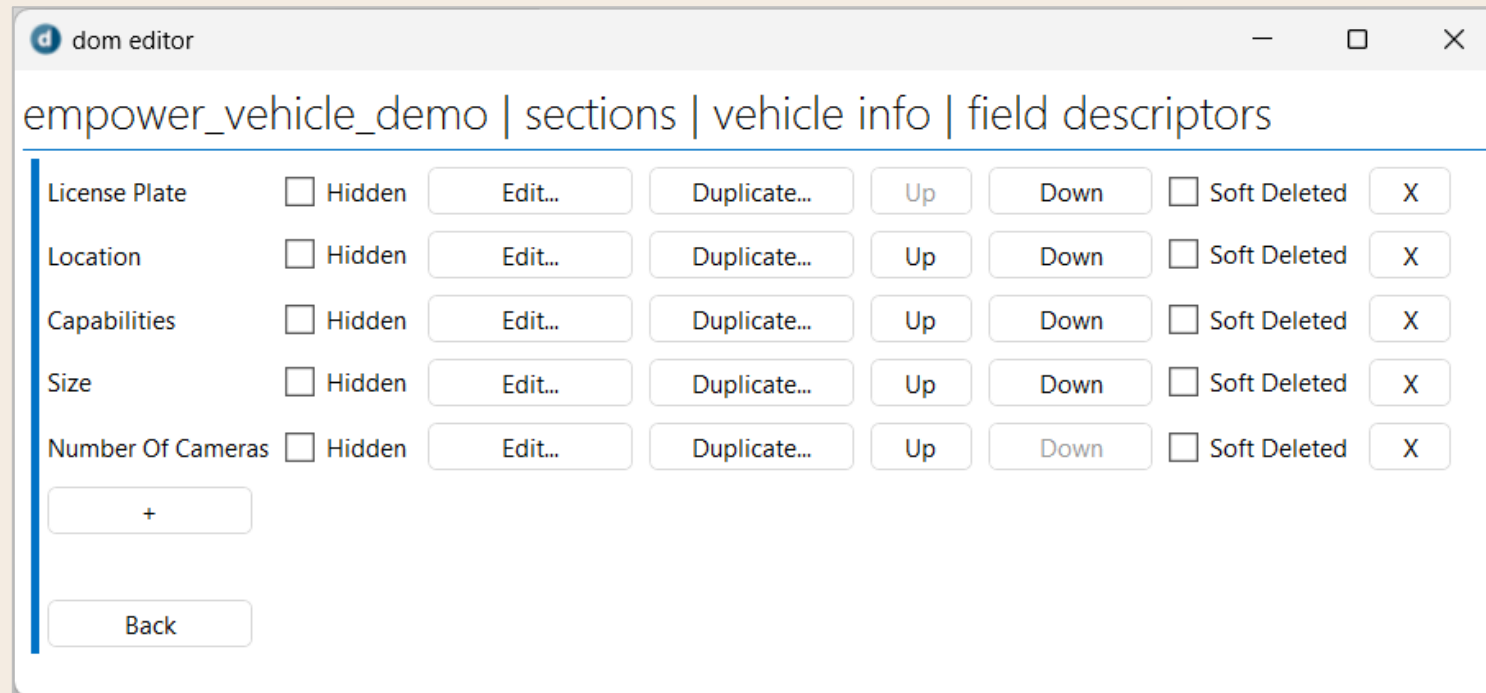 dom editor
empower_vehicle_demo | sections | vehicle info | field descriptors
License Plate Hidden Edit... Duplicate... Up Down Soft Deleted X
Location Hidden Edit... Duplicate... Up Down Soft Deleted X
Capabilities Hidden Edit... Duplicate... Up Down Soft Deleted X
Size Hidden Edit... Duplicate... Up Down Soft Deleted X
Number Of Cameras Hidden Edit... Duplicate... Up Down Soft Deleted X
+
Back